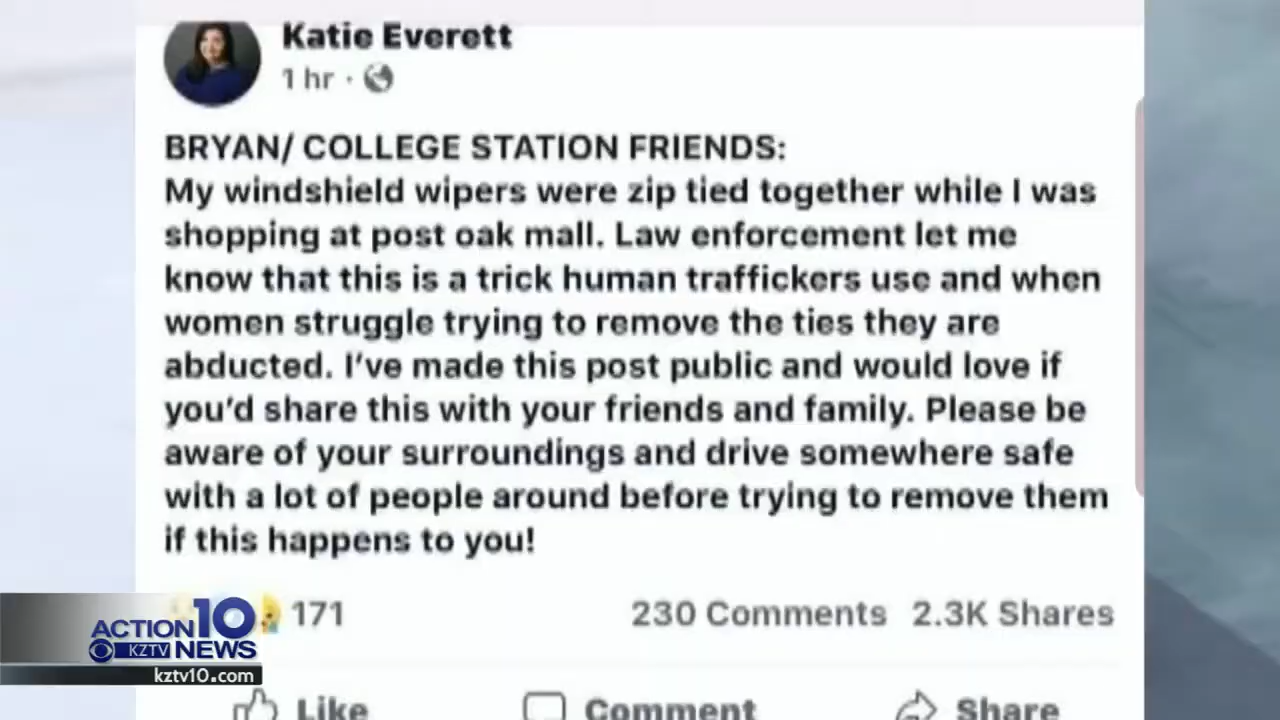 Katie Everett
1 hr ·
BRYAN/ COLLEGE STATION FRIENDS:
My windshield wipers were zip tied together while I was
shopping at post oak mall. Law enforcement let me
know that this is a trick human traffickers use and when
women struggle trying to remove the ties they are
abducted. I've made this post public and would love if
you'd share this with your friends and family. Please be
aware of your surroundings and drive somewhere safe
with a lot of people around before trying to remove them
if this happens to you!
171
230 Comments 2.3K Shares
Like Comment Share
ACTION 10
KZTV NEWS
kztv10.com